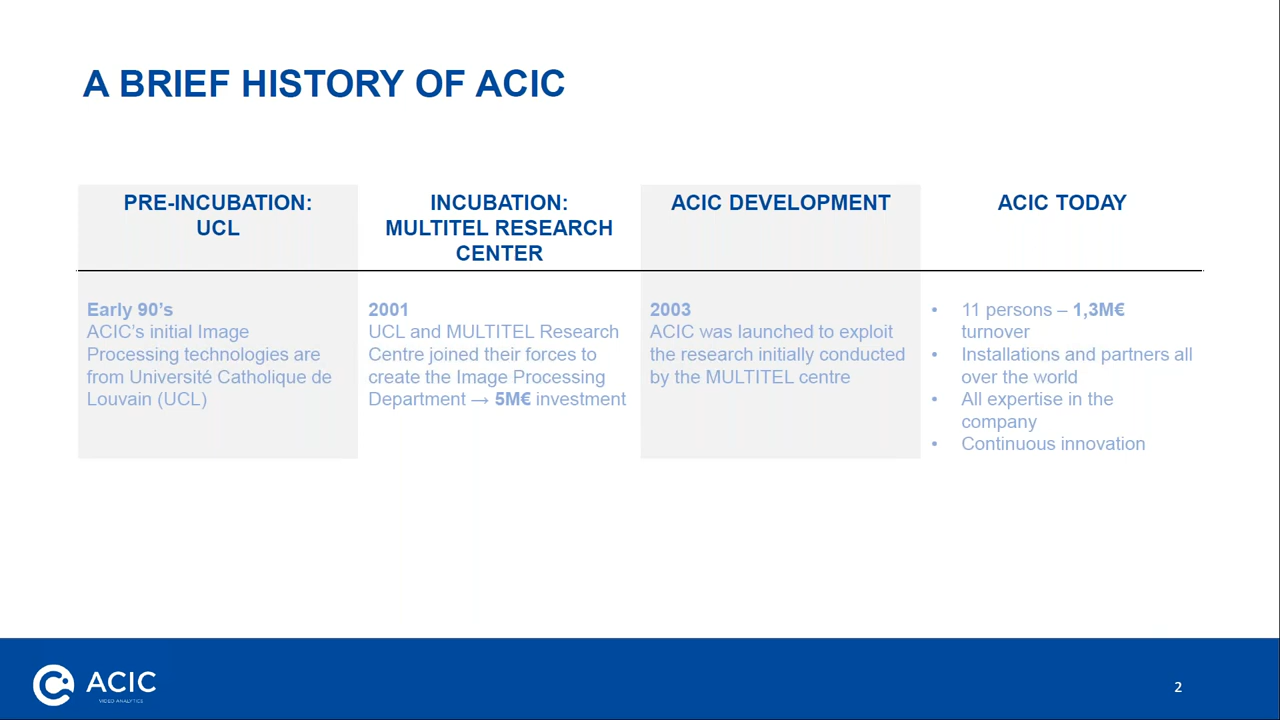 A BRIEF HISTORY OF ACIC
PRE-INCUBATION:
UCL
Early 90’s
ACIC’s initial Image
Processing technologies are
from Université Catholique de
Louvain (UCL)
INCUBATION:
MULTITEL RESEARCH
CENTER
2001
UCL and MULTITEL Research
Centre joined their forces to
create the Image Processing
Department → 5M€ investment
ACIC DEVELOPMENT
2003
ACIC was launched to exploit
the research initially conducted
by the MULTITEL centre
ACIC TODAY
• 11 persons – 1,3M€
turnover
• Installations and partners all
over the world
• All expertise in the
company
• Continuous innovation
ACIC
VIDEO ANALYTICS
2